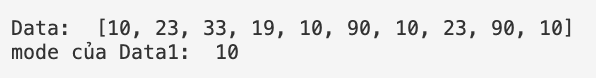 Data:  [10, 23, 33, 19, 10, 90, 10, 23, 90, 10]
mode của Data1:  10